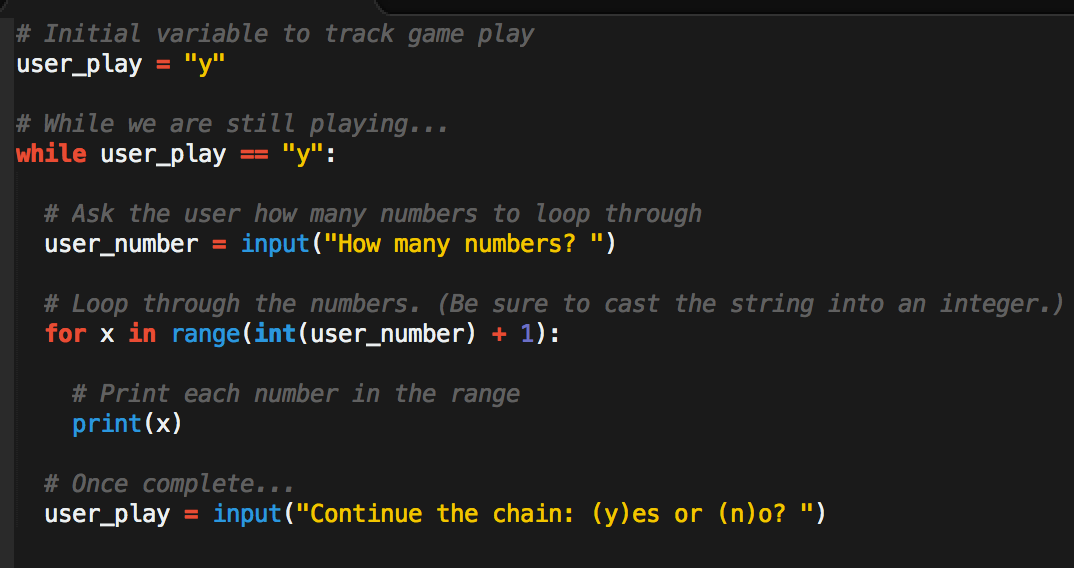 # Initial variable to track game play
user_play = "y"
# While we are still playing...
while user_play == "y":
# Ask the user how many numbers to loop through
user_number = input("How many numbers? ")
# Loop through the numbers. (Be sure to cast the string into an integer.)
for x in range(int(user_number) + 1):
# Print each number in the range
print(x)
# Once complete...
user_play = input("Continue the chain: (y)es or (n)o? ")